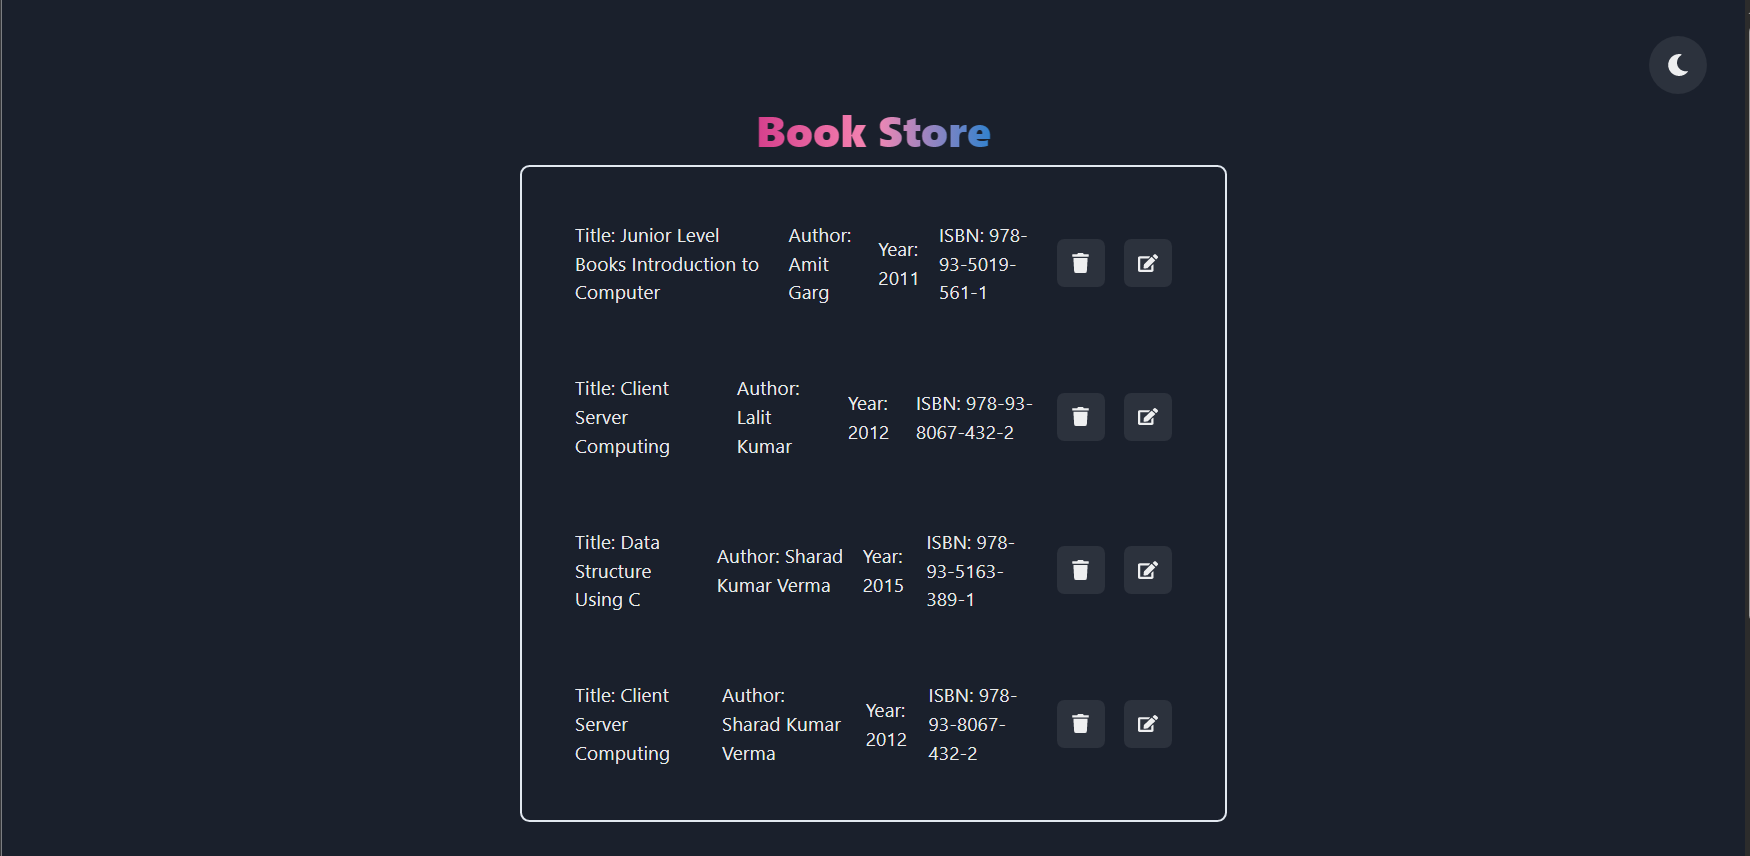 Book Store
Title: Junior Level
Books Introduction to
Computer
Author:
Amit
Garg
Year:
2011
ISBN: 978-
93-5019-
561-1
Title: Client
Server
Computing
Author:
Lalit
Kumar
Year:
2012
ISBN: 978-93-
8067-432-2
Title: Data
Structure
Using C
Author: Sharad
Kumar Verma
Year:
2015
ISBN: 978-
93-5163-
389-1
Title: Client
Server
Computing
Author:
Sharad Kumar
Verma
Year:
2012
ISBN: 978-
93-8067-
432-2